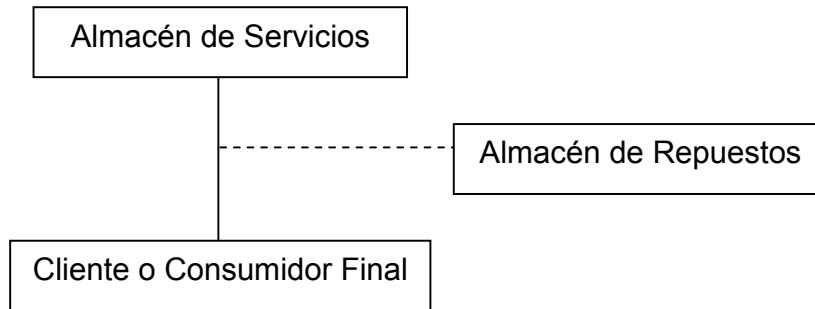 Almacén de Servicios
Almacén de Repuestos
Cliente o Consumidor Final